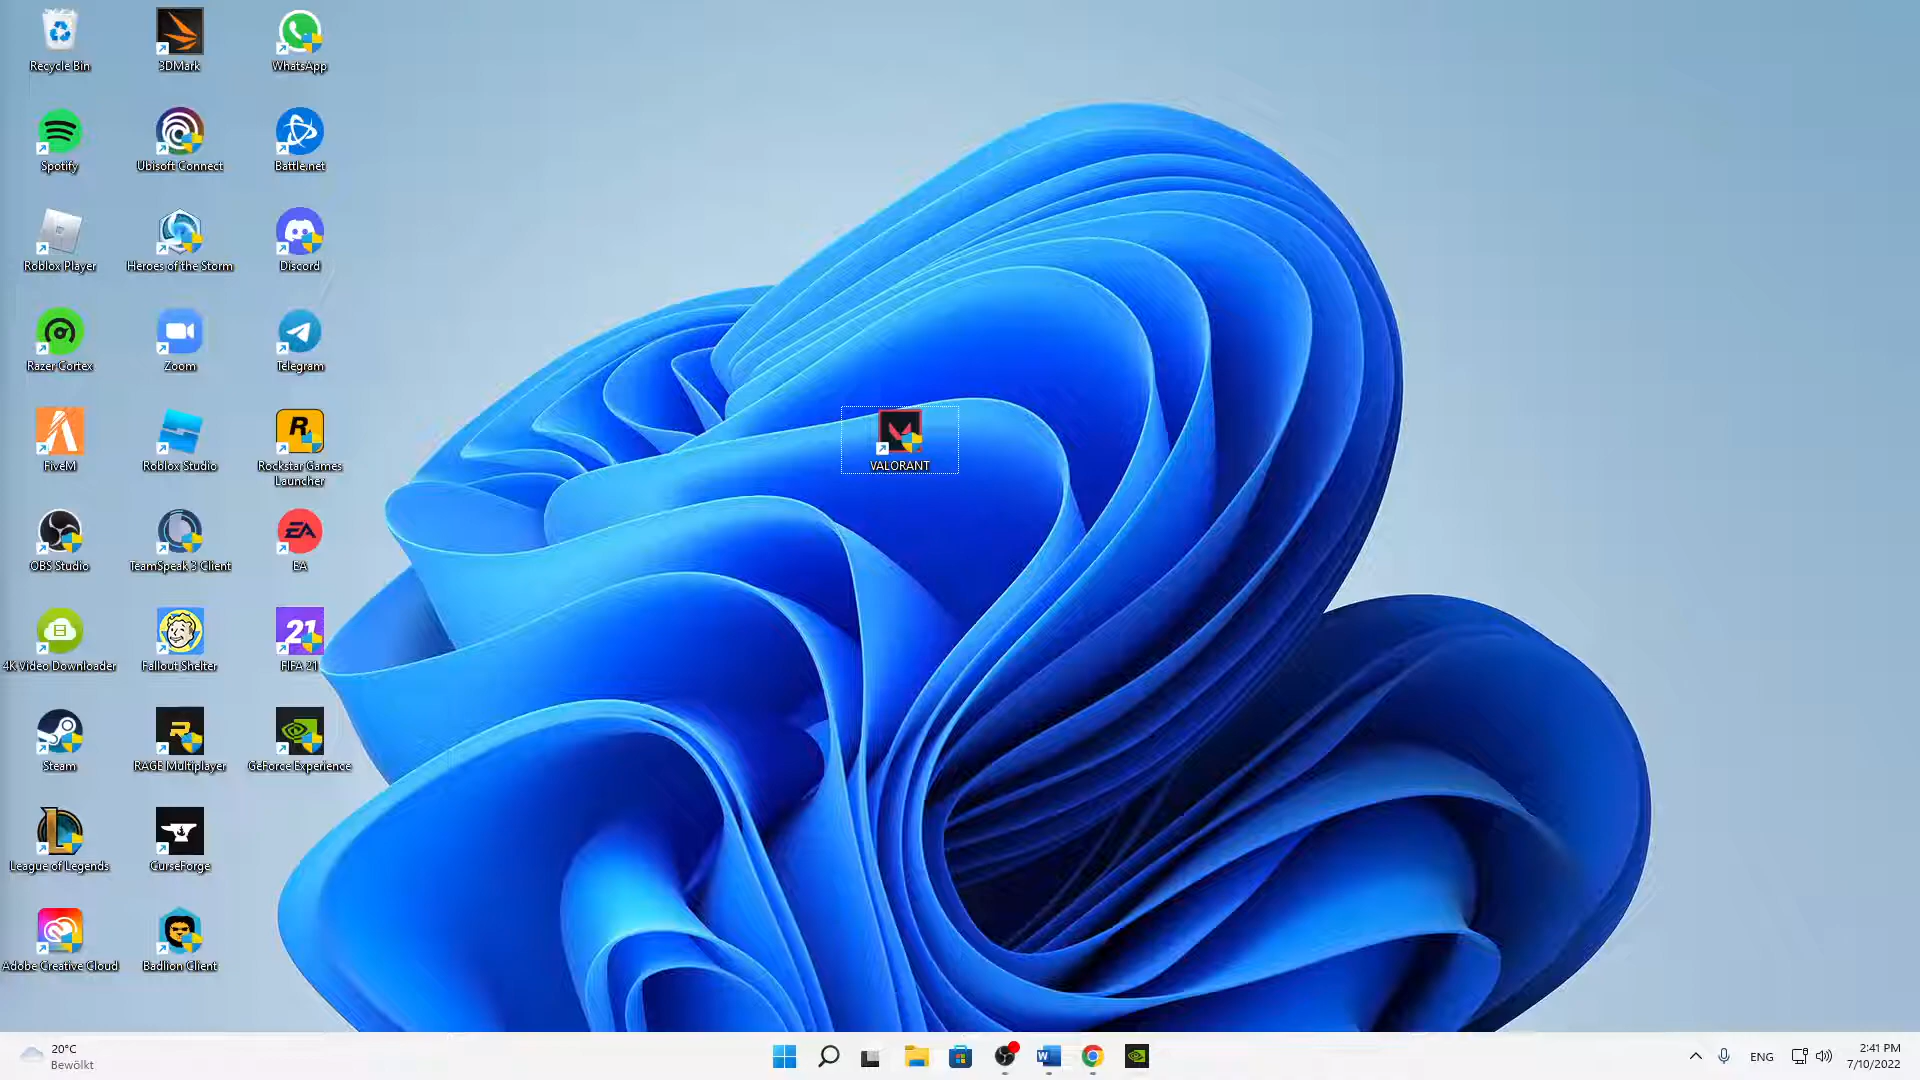 Recycle Bin
3DMark
WhatsApp
Spotify
Ubisoft Connect
Battle.net
Roblox Player
Heroes of the Storm
Discord
Razer Cortex
Zoom
Telegram
FiveM
Roblox Studio
R
Rockstar Games
Launcher
VALORANT
OBS Studio
TeamSpeak 3 Client
EA
EA
4K Video Downloader
Fallout Shelter
21
FIFA 21
Steam
RAGE Multiplayer
GeForce Experience
League of Legends
CurseForge
Adobe Creative Cloud
Badlion Client
20°C
Bewölkt
W
ENG
2:41 PM
7/10/2022